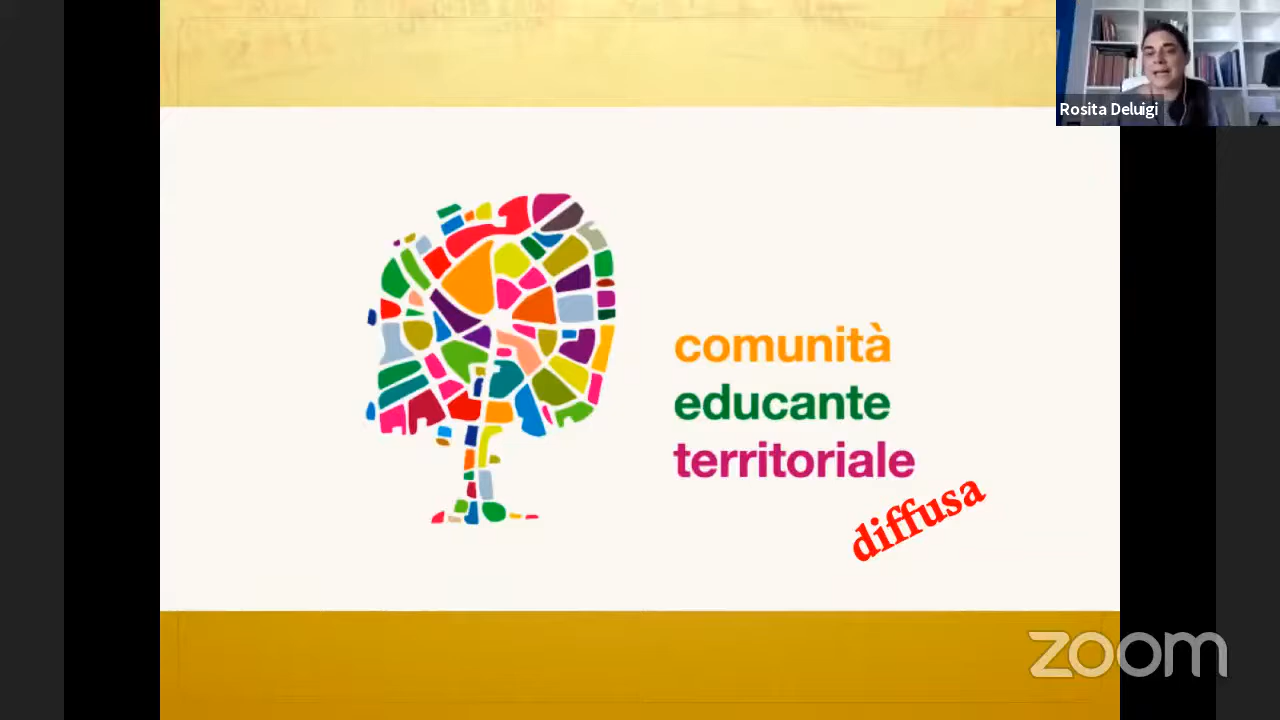 Rosita Deluigi
comunità
educante
territoriale
diffusa
zoom